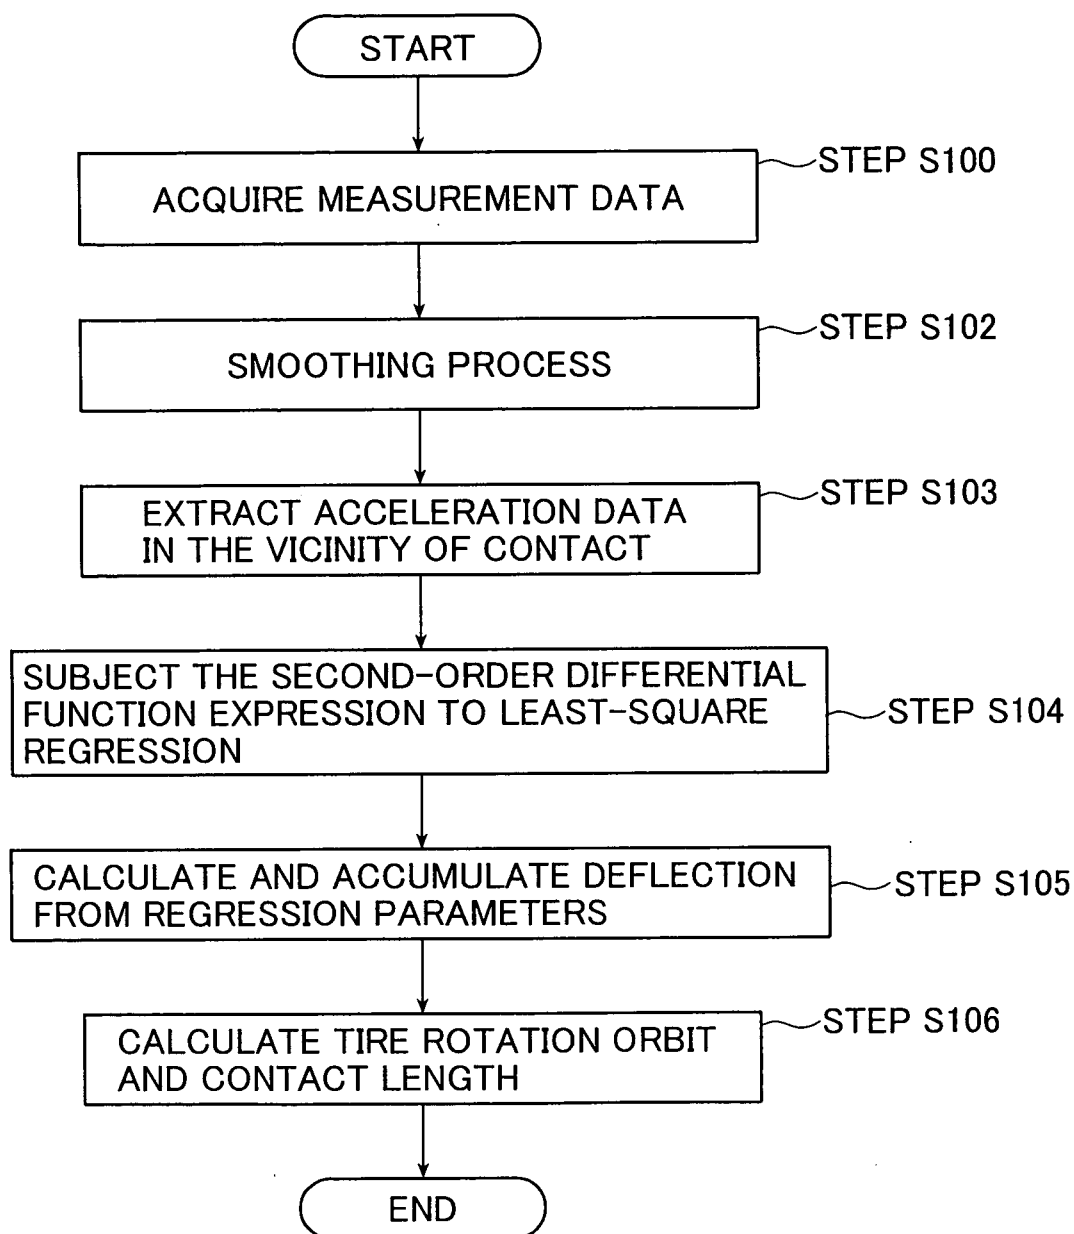 START
STEP S100
ACQUIRE MEASUREMENT DATA
STEP S102
SMOOTHING PROCESS
STEP S103
EXTRACT ACCELERATION DATA
IN THE VICINITY OF CONTACT
SUBJECT THE SECOND-ORDER DIFFERENTIAL
FUNCTION EXPRESSION TO LEAST-SQUARE
REGRESSION
STEP S104
CALCULATE AND ACCUMULATE DEFLECTION
FROM REGRESSION PARAMETERS
STEP S105
STEP S106
CALCULATE TIRE ROTATION ORBIT
AND CONTACT LENGTH
END